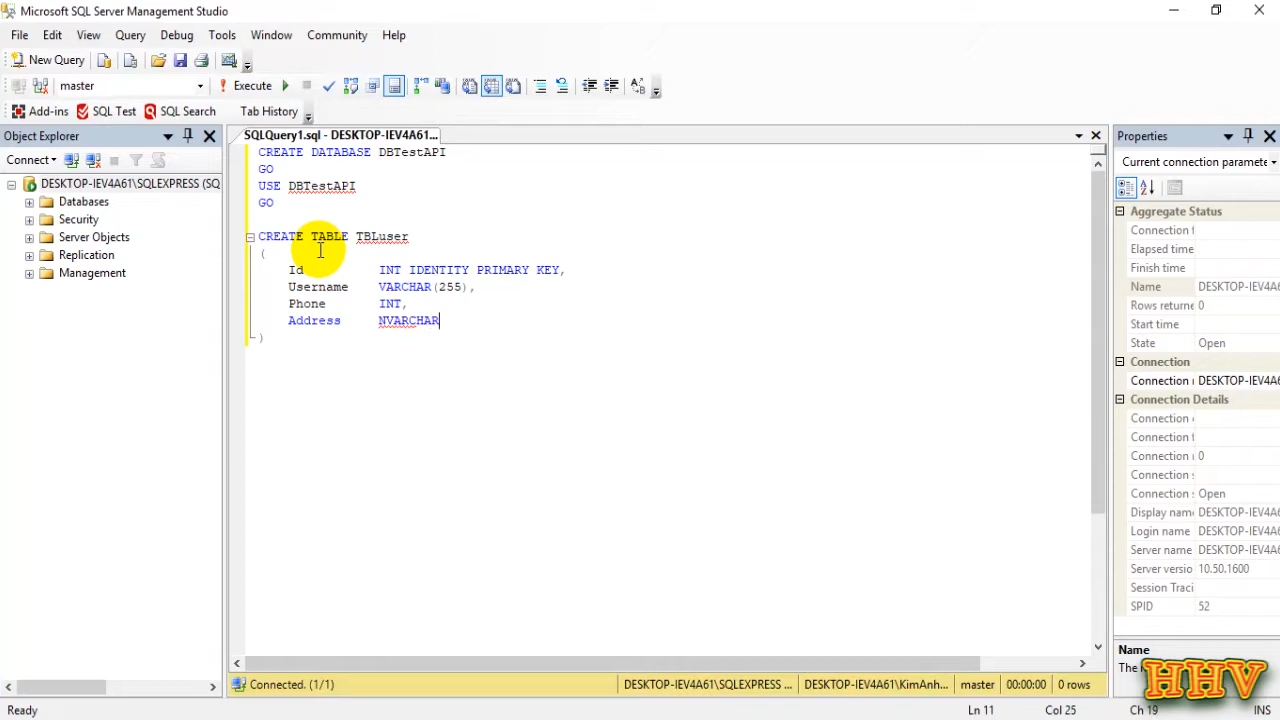 Microsoft SQL Server Management Studio
File Edit View Query Debug Tools Window Community Help
New Query
master Execute
Add-ins SQL Test SQL Search Tab History
Object Explorer
SQLQuery1.sql - DESKTOP-IEV4A61...
Properties
Connect
Current connection paramete
DESKTOP-IEV4A61\SQLEXPRESS (SQ
Databases
Security
Server Objects
Replication
Management
CREATE DATABASE DBTestAPI
GO
USE DBTestAPI
GO
CREATE TABLE TBLuser
(
Id INT IDENTITY PRIMARY KEY,
Username VARCHAR(255),
Phone INT,
Address NVARCHAR
)
Aggregate Status
Connection f
Elapsed time
Finish time
Name DESKTOP-IEV4A6
Rows returne 0
Start time
State Open
Connection
Connection n DESKTOP-IEV4A6
Connection Details
Connection
Connection
Connection 0
Connection s
Connection s Open
Display name DESKTOP-IEV4A6
Login name DESKTOP-IEV4A6
Server name DESKTOP-IEV4A6
Server versio 10.50.1600
Session Traci
SPID 52
Name
The
HHV
Connected. (1/1) DESKTOP-IEV4A61\SQLEXPRESS ... DESKTOP-IEV4A61\KimAnh... master 00:00:00 0 rows
Ready Ln 11 Col 25 Ch 19 INS